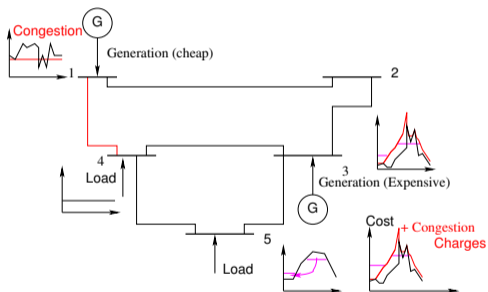 G
Congestion
Generation (cheap)
1
2
4
Load
3
Generation (Expensive)
G
Cost
+ Congestion
Charges
5
Load